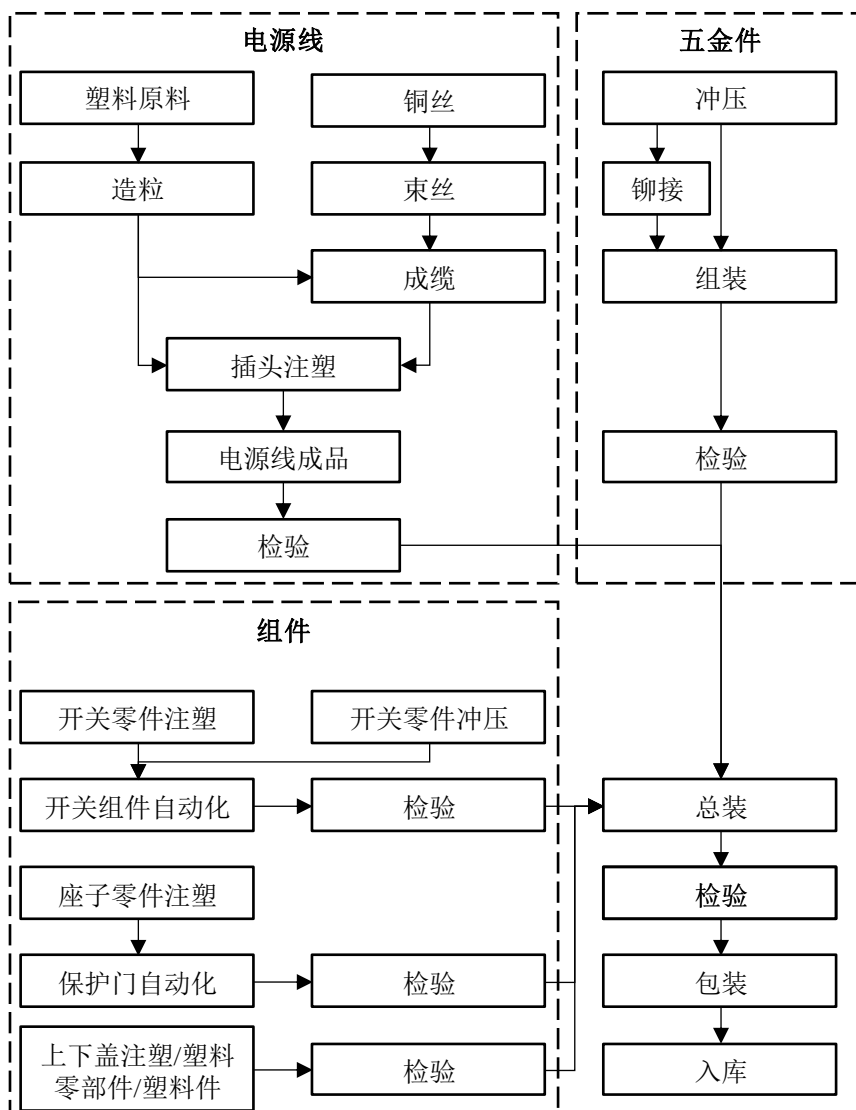 电源线
塑料原料
铜丝
造粒
束丝
成缆
插头注塑
电源线成品
检验
五金件
冲压
铆接
组装
检验
组件
开关零件注塑
开关零件冲压
开关组件自动化
检验
座子零件注塑
保护门自动化
检验
上下盖注塑/塑料
零部件/塑料件
检验
总装
检验
包装
入库